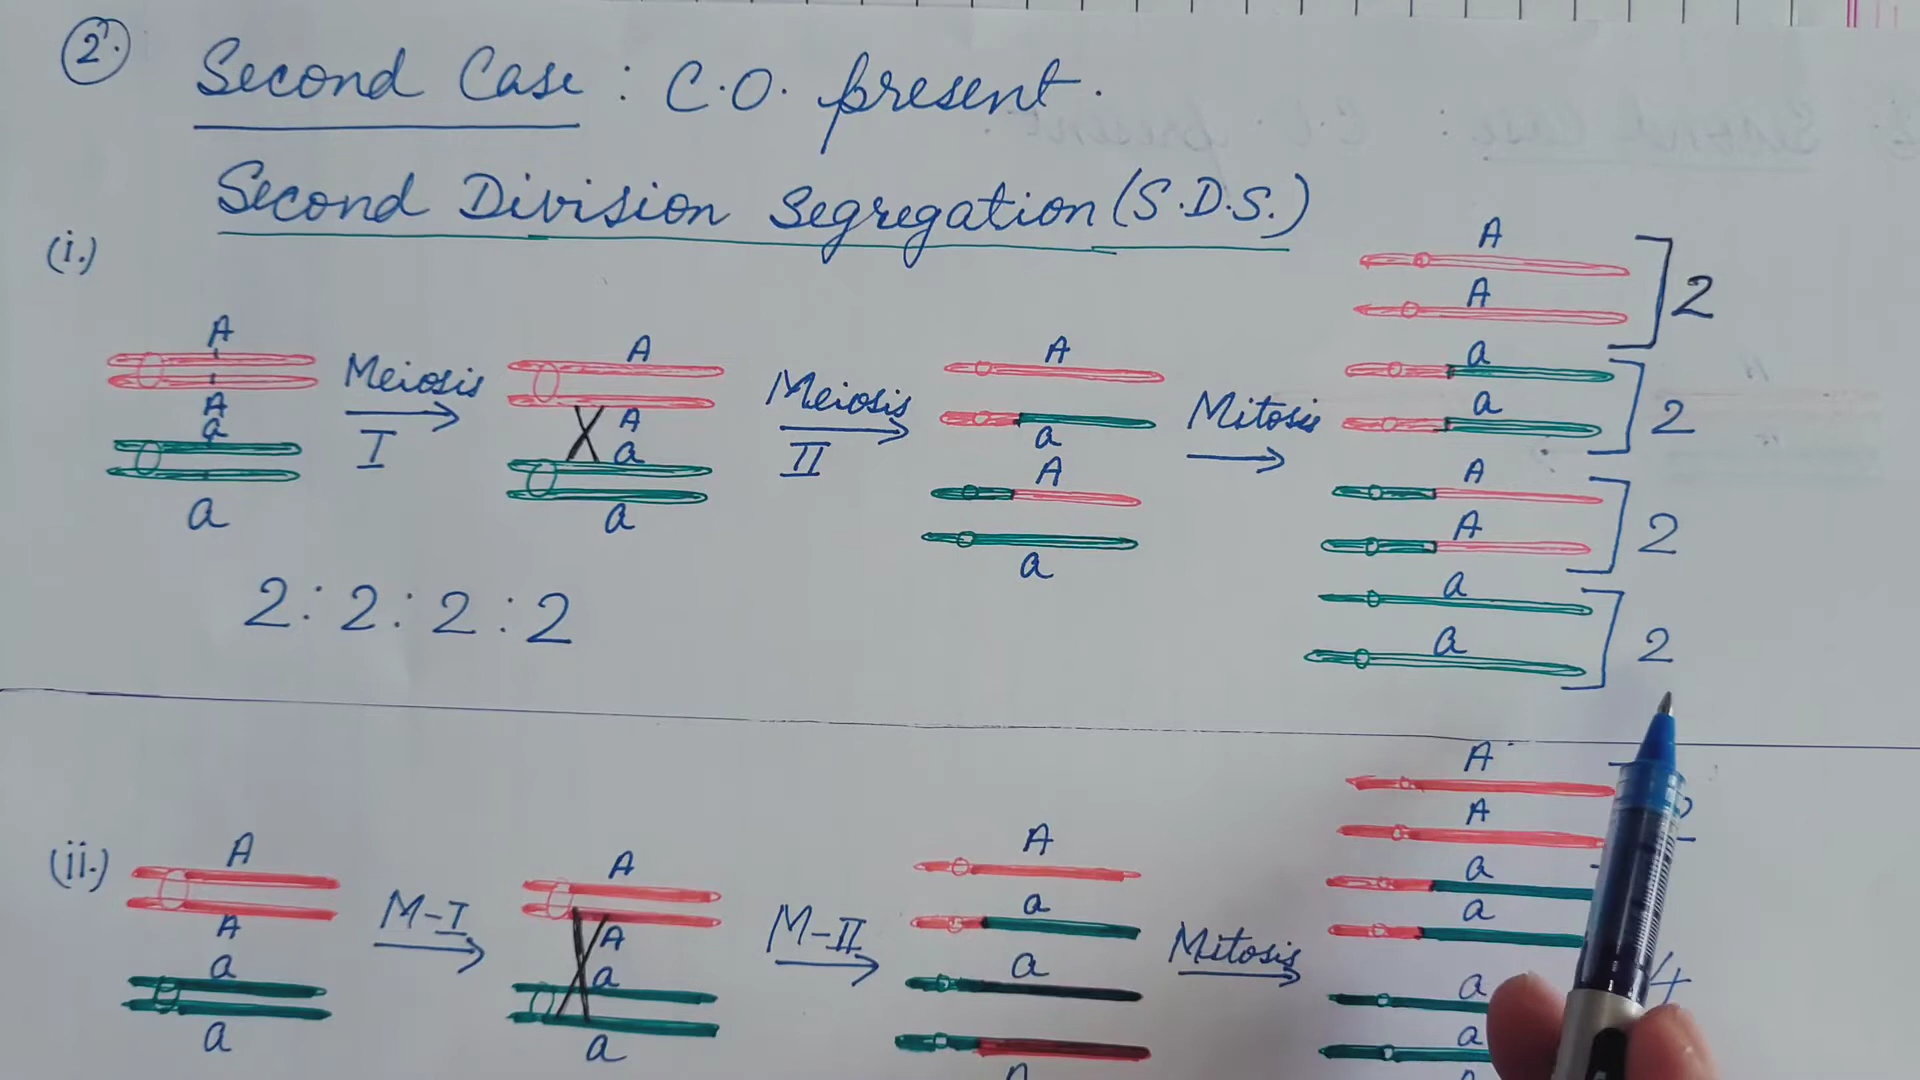 2.
Second Case : C.O. present.
Second Division Segregation (S.D.S.)
(i.)
A
A
a
a
Meiosis
I
A
A
a
a
Meiosis
II
A
a
A
a
Mitosis
A
A
2
a
a
2
A
A
2
a
a
2
2 : 2 : 2 : 2
(ii.)
A
A
a
a
M-I
A
A
a
a
M-II
A
a
a
Mitosis
A
A
a
a
a
a
4